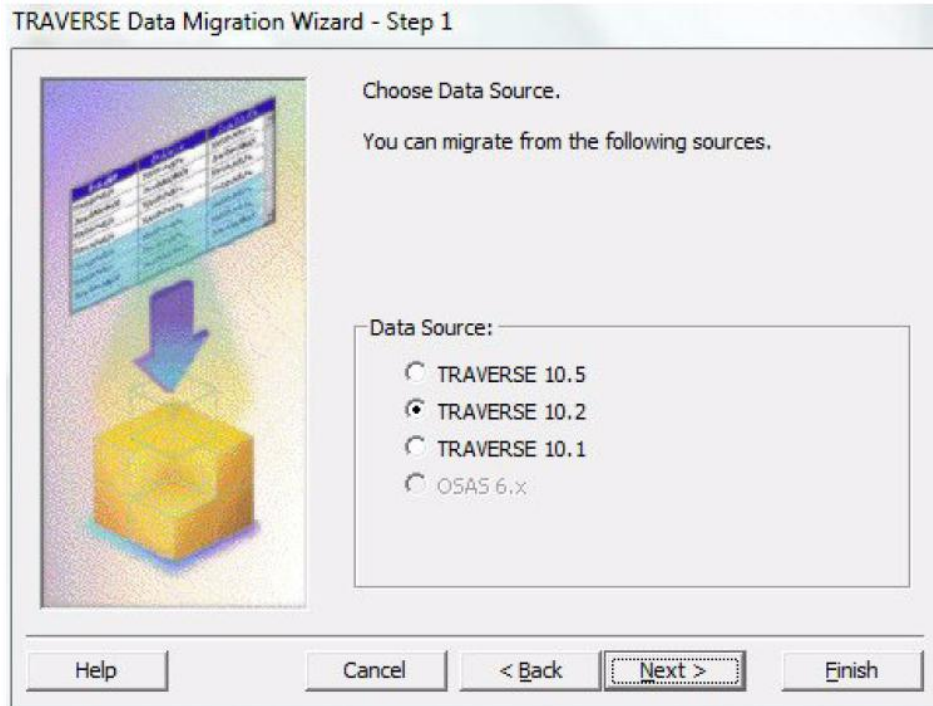 TRAVERSE Data Migration Wizard - Step 1
Choose Data Source.
You can migrate from the following sources.
Data Source:
TRAVERSE 10.5
TRAVERSE 10.2
TRAVERSE 10.1
OSAS 6.x
Help
Cancel
< Back
Next >
Finish